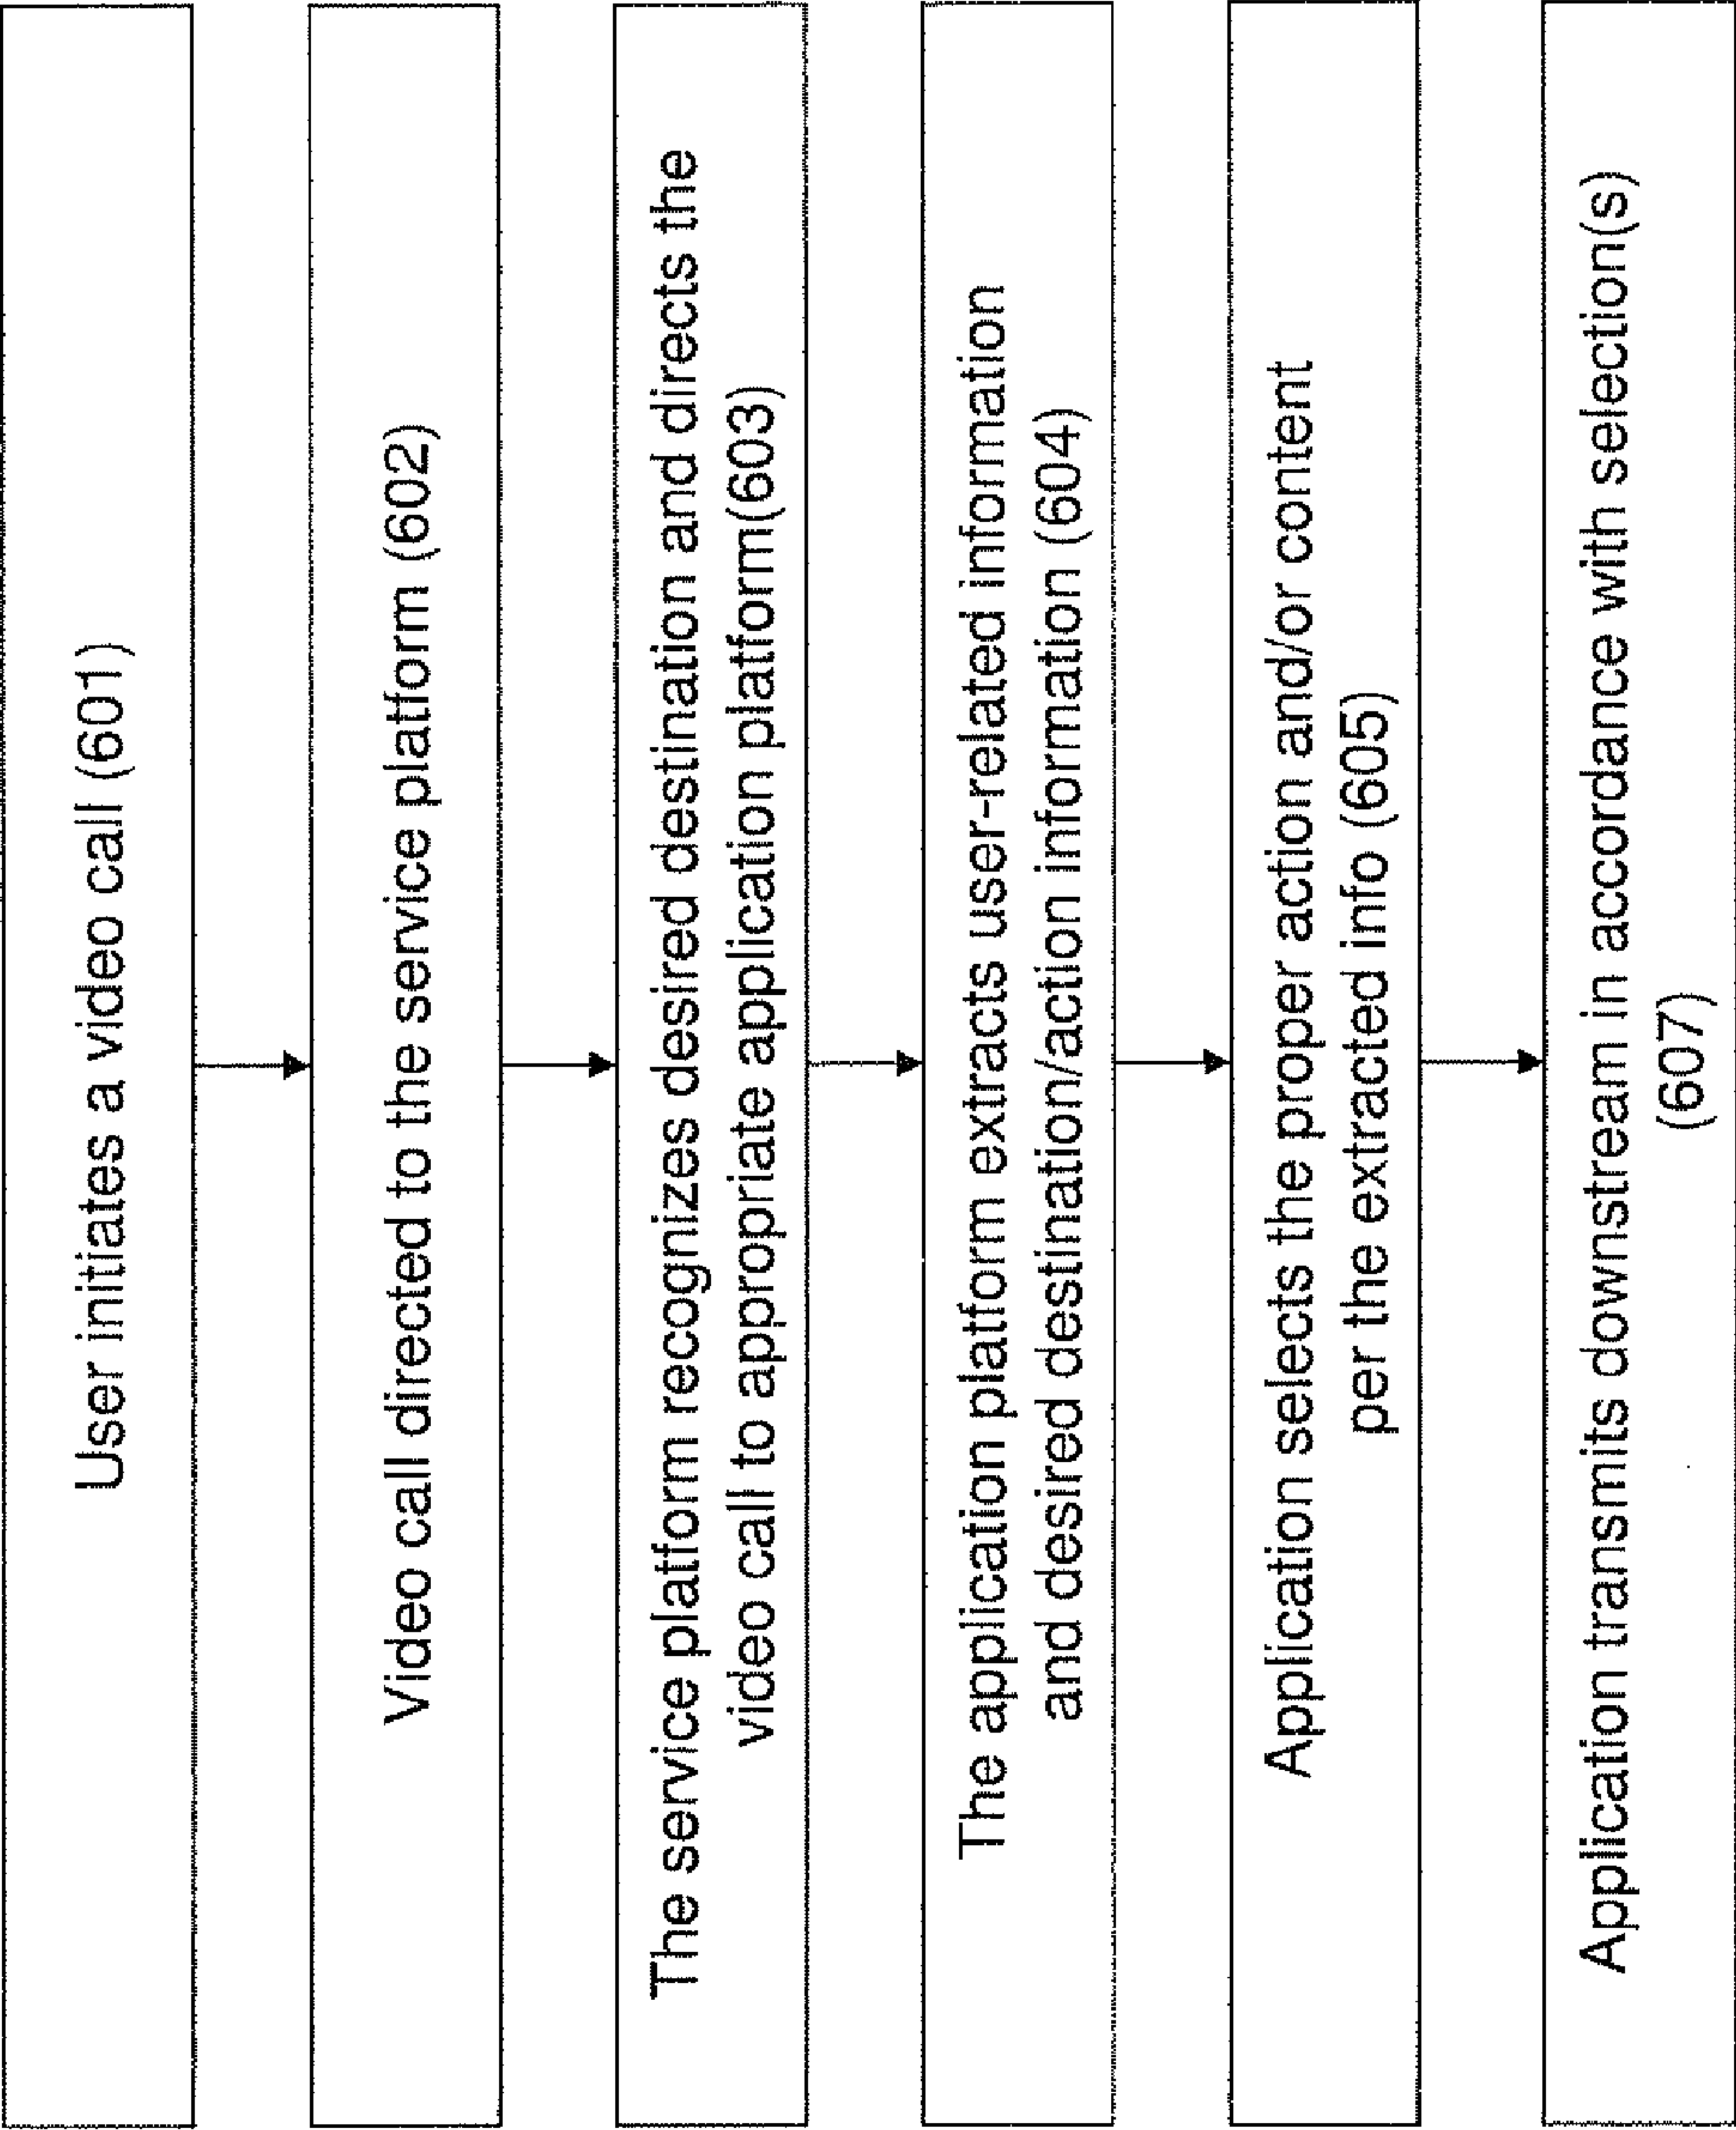 User initiates a video call (601)
Video call directed to the service platform (602)
The service platform recognizes desired destination and directs the
video call to appropriate application platform(603)
The application platform extracts user-related information
and desired destination/action information (604)
Application selects the proper action and/or content
per the extracted info (605)
Application transmits downstream in accordance with selection(s)
(607)